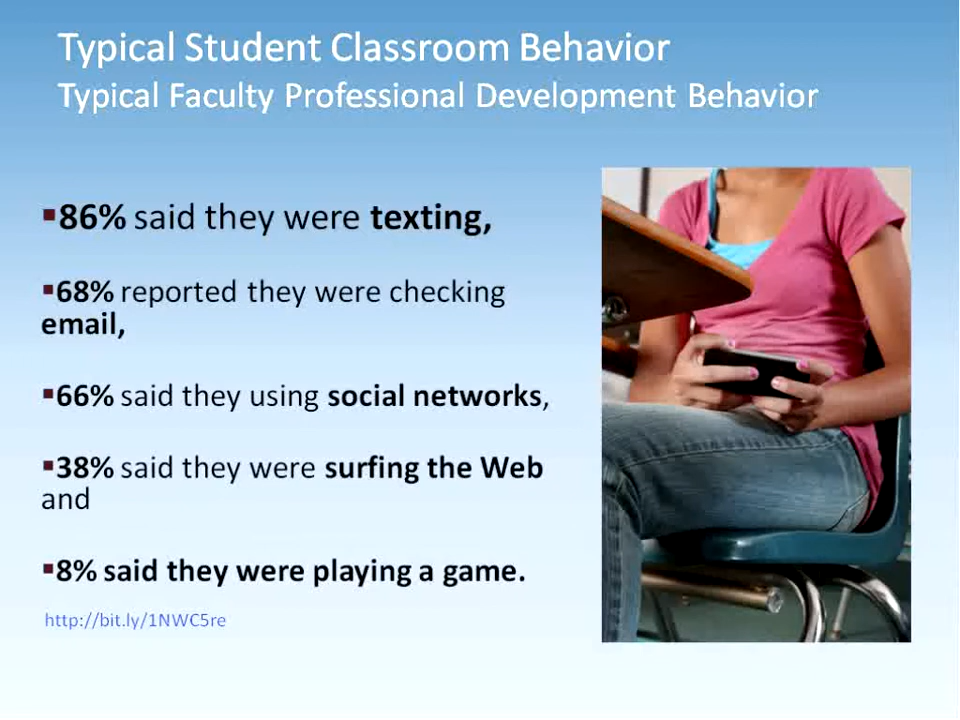 Typical Student Classroom Behavior
Typical Faculty Professional Development Behavior
▪86% said they were texting,
▪68% reported they were checking
email,
▪66% said they using social networks,
▪38% said they were surfing the Web
and
▪8% said they were playing a game.
http://bit.ly/1NWC5re